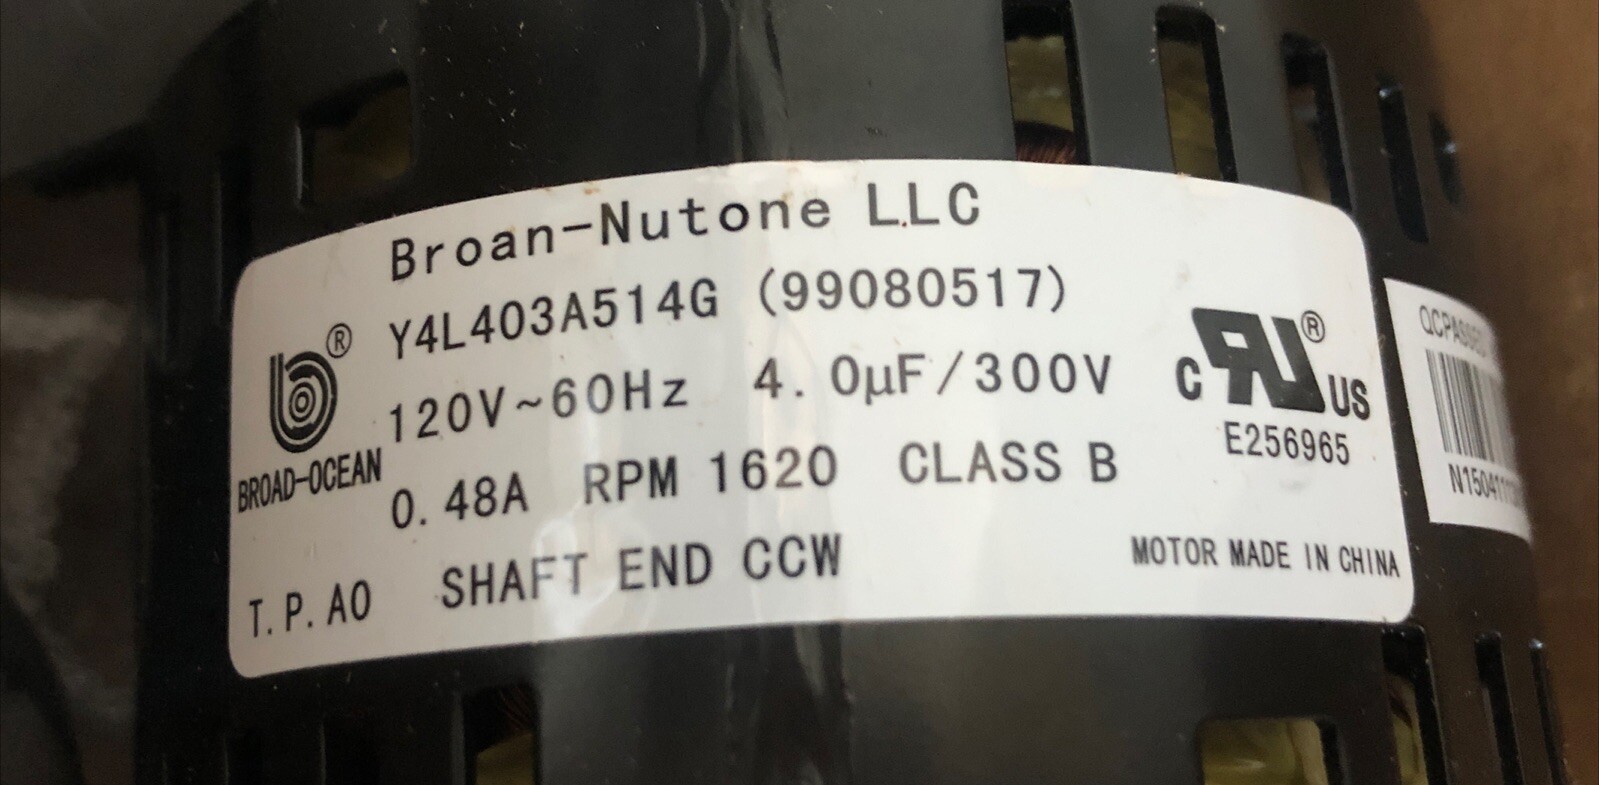 Broan-Nutone LLC
Y4L403A514G (99080517)
120V~60Hz 4.0µF/300V
0.48A RPM 1620 CLASS B
T.P.AO SHAFT END CCW
b®
BROAD-OCEAN
c RU® US
E256965
MOTOR MADE IN CHINA